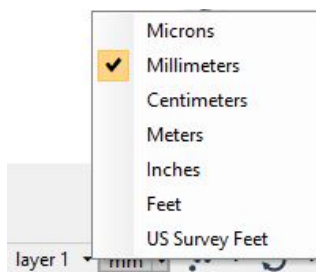 Microns
Millimeters
Centimeters
Meters
Inches
Feet
US Survey Feet
layer 1 mm